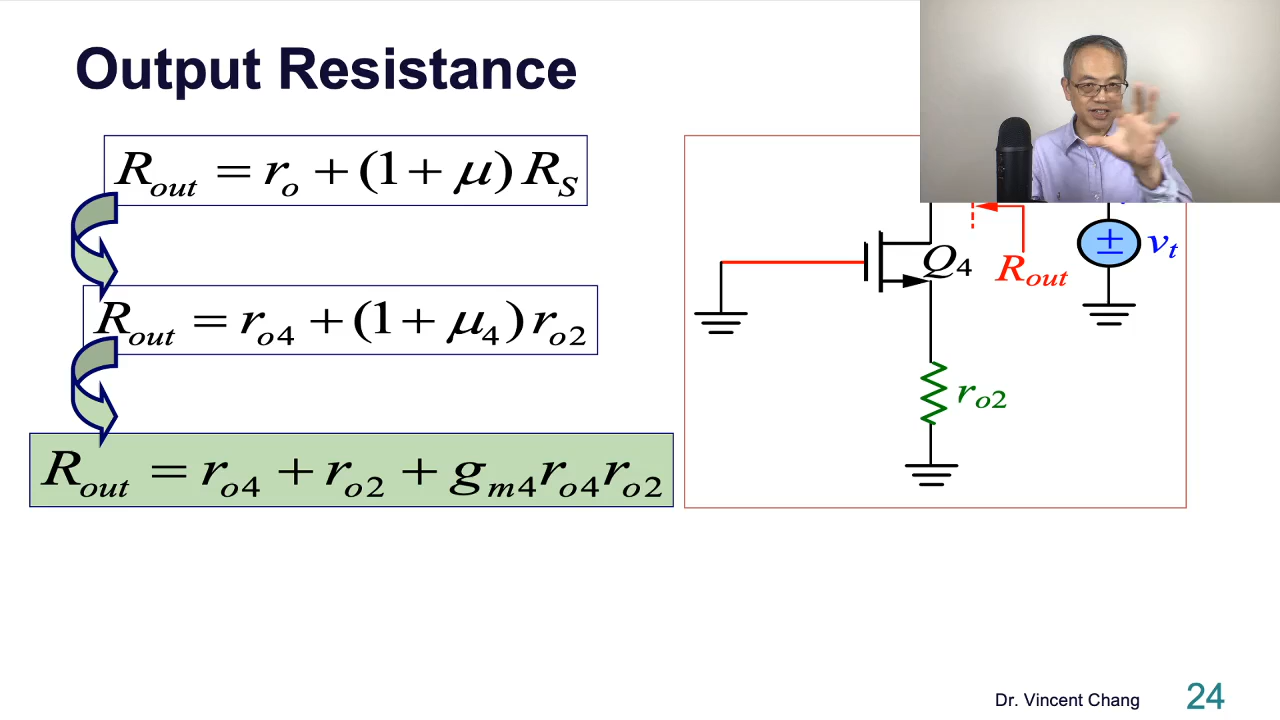 Output Resistance
R_out = r_o + (1 + μ) R_S
R_out = r_o4 + (1 + μ_4) r_o2
R_out = r_o4 + r_o2 + g_m4 r_o4 r_o2
Q_4
R_out
±
v_t
r_o2
Dr. Vincent Chang
24